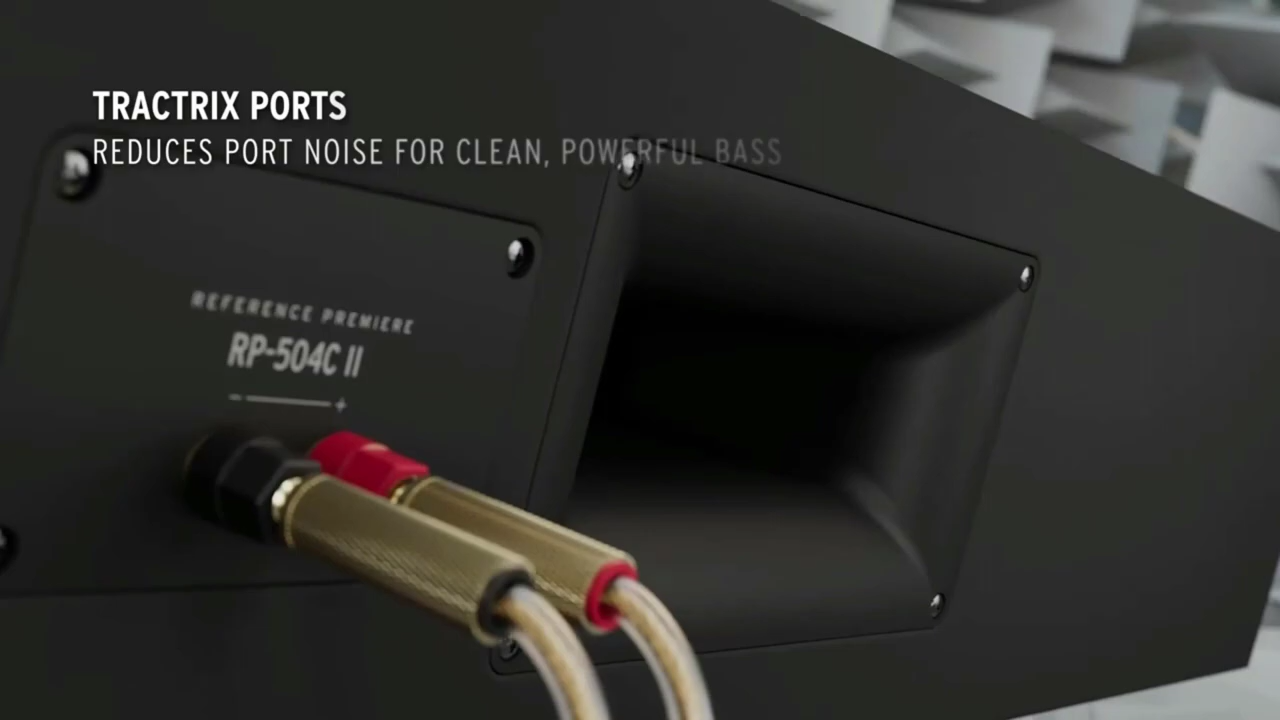 TRACTRIX PORTS
REDUCES PORT NOISE FOR CLEAN, POWERFUL BASS
REFERENCE PREMIERE
RP-504C II
- +